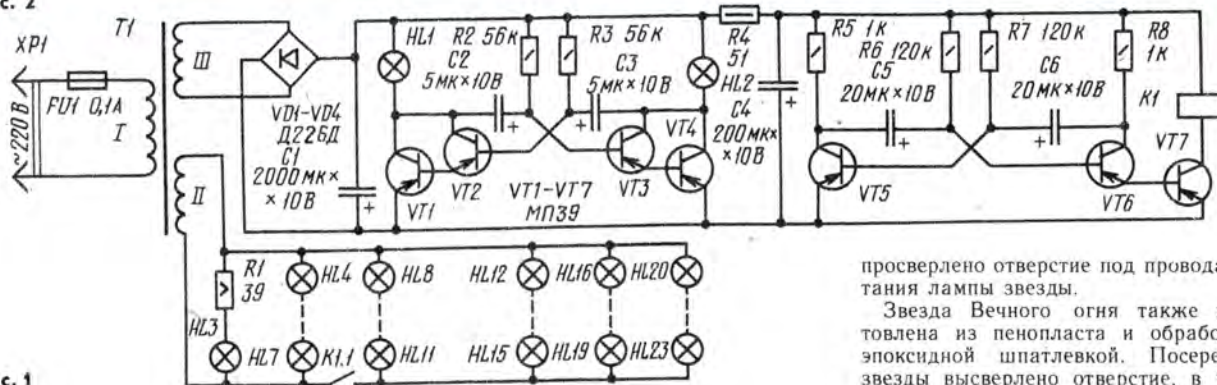 с. 2
XP1
T1
~220 В
FU1 0,1А
I
III
II
VD1-VD4
Д226Д
C1
2000 мк×
×10В
+
HL1
R2 56к
C2
5мк×10В
+
R3 56к
C3
5мк×10В
+
VT1
VT2
VT1-VT7
МП39
VT3
VT4
R4
51
HL2
C4
200мк×
×10В
+
R5 1к
R6 120к
C5
20мк×10В
+
R7 120к
C6
20мк×10В
+
R8
1к
K1
VT7
VT5
VT6
R1
39
HL3
HL4
HL7
K1.1
HL8
HL11
HL12
HL15
HL16
HL19
HL20
HL23
с. 1
просверлено отверстие под провода
тания лампы звезды.
Звезда Вечного огня также
товлена из пенопласта и обрабо
эпоксидной шпатлевкой. Посере
звезды высверлено отверстие, в